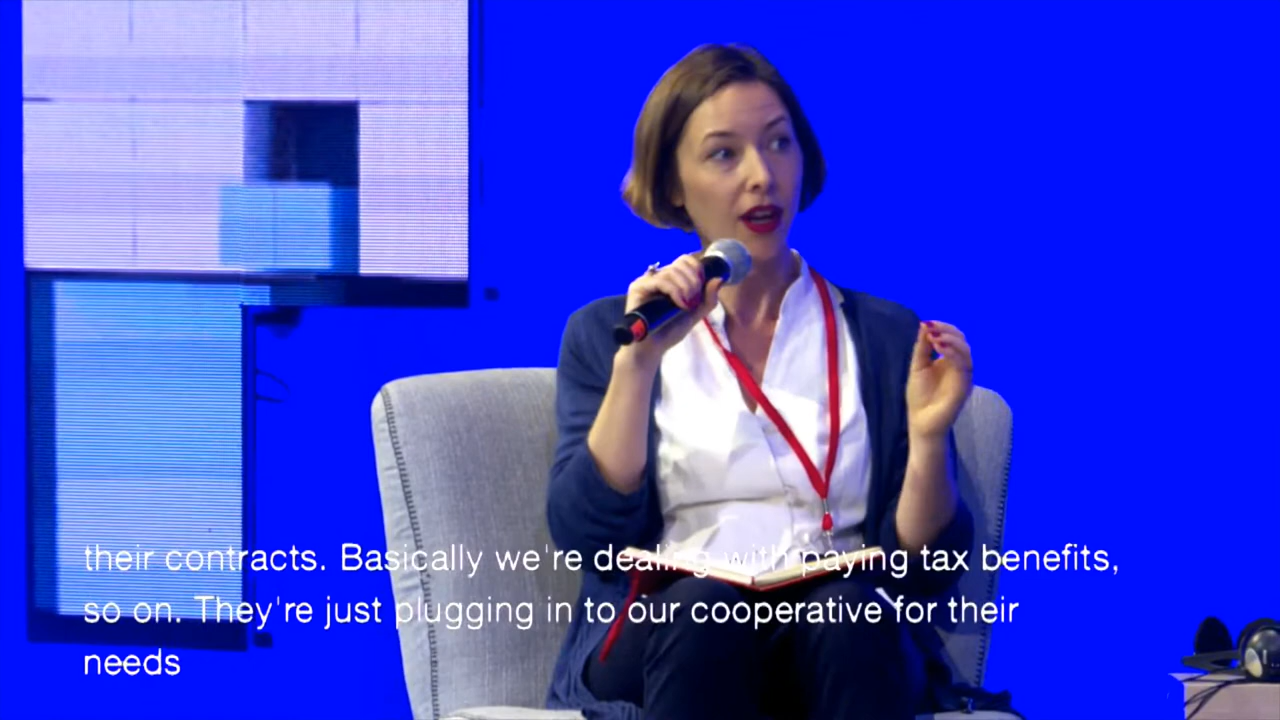 their contracts. Basically we're dealing with paying tax benefits,
so on. They're just plugging in to our cooperative for their
needs